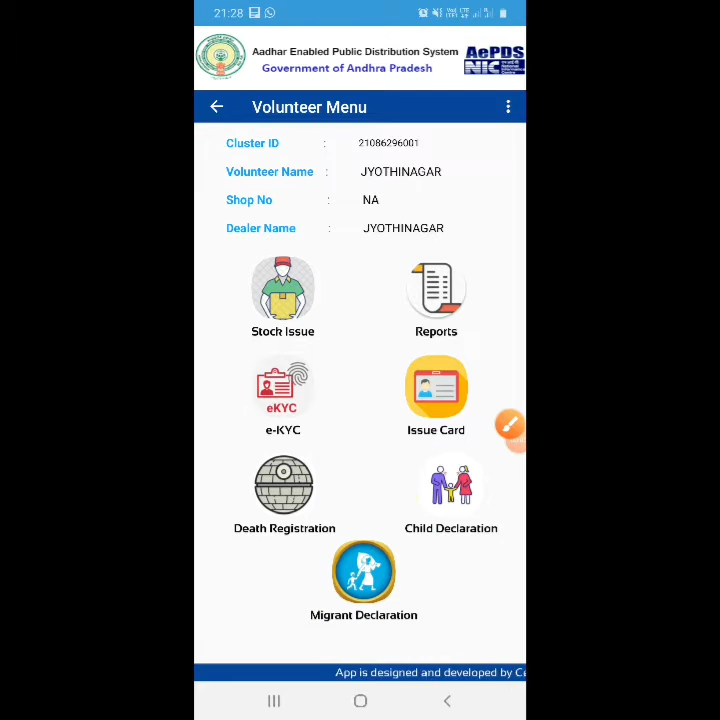 21:28
Aadhar Enabled Public Distribution System
Government of Andhra Pradesh
AePDS
NIC
Volunteer Menu
Cluster ID : 21086296001
Volunteer Name : JYOTHINAGAR
Shop No : NA
Dealer Name : JYOTHINAGAR
Stock Issue
Reports
eKYC
e-KYC
Issue Card
Death Registration
Child Declaration
Migrant Declaration
App is designed and developed by Ce